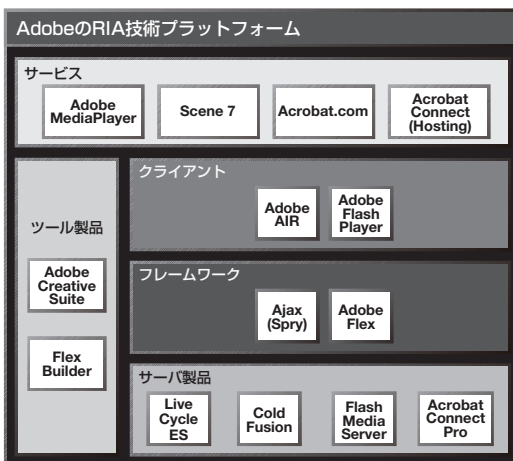 AdobeのRIA技術プラットフォーム
サービス
Adobe
MediaPlayer
Scene 7
Acrobat.com
Acrobat
Connect
(Hosting)
ツール製品
Adobe
Creative
Suite
Flex
Builder
クライアント
Adobe
AIR
Adobe
Flash
Player
フレームワーク
Ajax
(Spry)
Adobe
Flex
サーバ製品
Live
Cycle
ES
Cold
Fusion
Flash
Media
Server
Acrobat
Connect
Pro